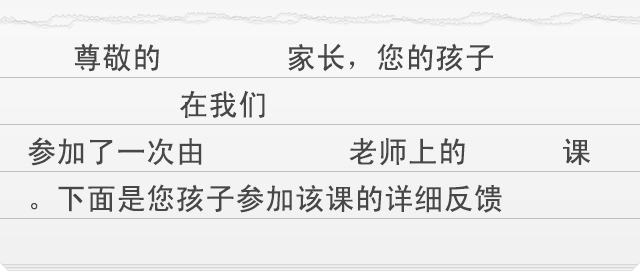 尊敬的 家长，您的孩子
在我们
参加了一次由 老师上的 课
。下面是您孩子参加该课的详细反馈